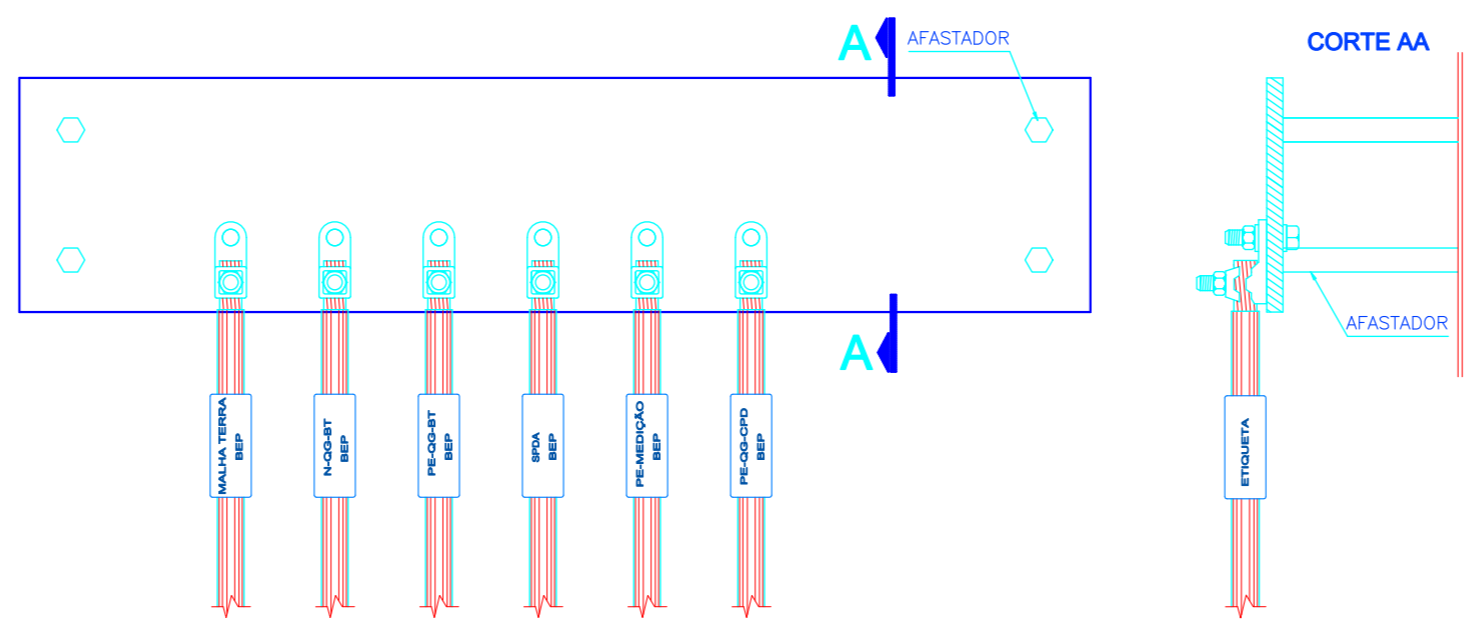 A
AFASTADOR
CORTE AA
A
AFASTADOR
MALHA TERRA
BEP
N-QG-BT
BEP
PE-QG-BT
BEP
SPDA
BEP
PE-MEDIÇÃO
BEP
PE-QG-CPD
BEP
ETIQUETA